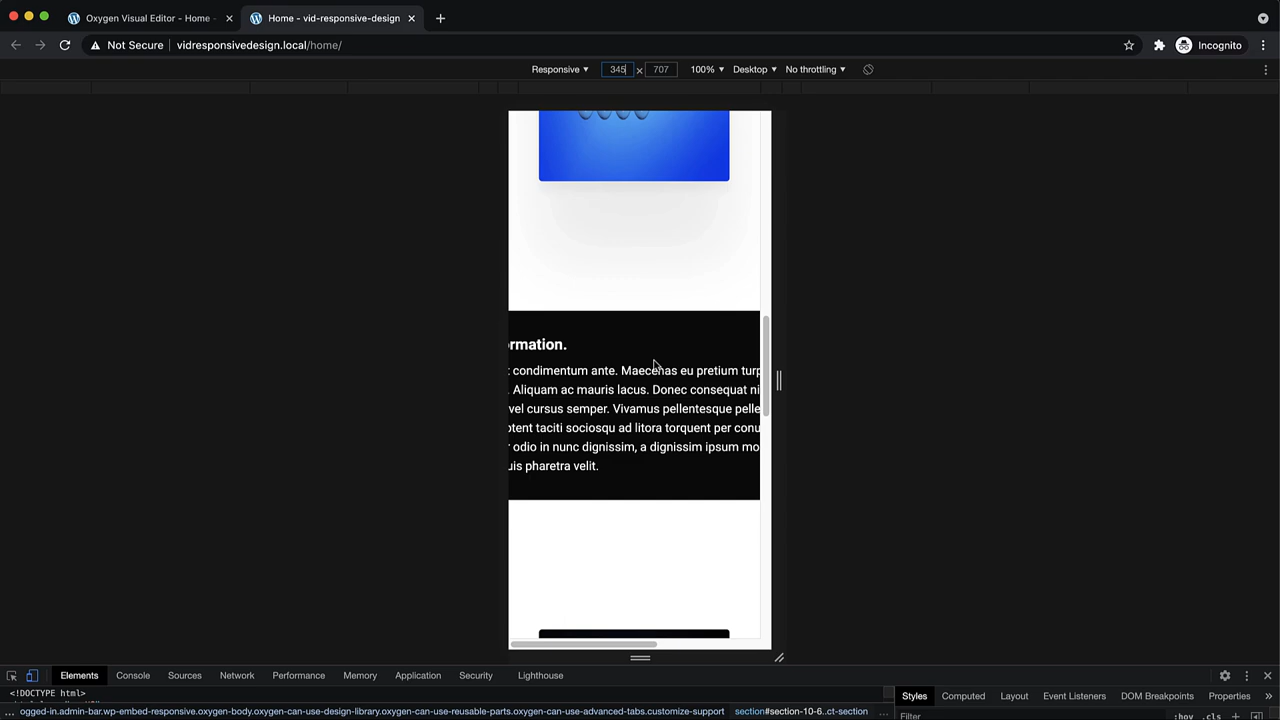 Oxygen Visual Editor - Home
Home - vid-responsive-design
Not Secure
vidresponsivedesign.local/home/
Incognito
Responsive
345
707
100%
Desktop
No throttling
ormation.
condimentum ante. Maecenas eu pretium turp
. Aliquam ac mauris lacus. Donec consequat ni
vel cursus semper. Vivamus pellentesque pelle
otent taciti sociosqu ad litora torquent per conu
r odio in nunc dignissim, a dignissim ipsum mo
uis pharetra velit.
Elements
Console
Sources
Network
Performance
Memory
Application
Security
Lighthouse
<!DOCTYPE html>
Styles
Computed
Layout
Event Listeners
DOM Breakpoints
Properties
... ogged-in.admin-bar.wp-embed-responsive.oxygen-body.oxygen-can-use-design-library.oxygen-can-use-reusable-parts.oxygen-can-use-advanced-tabs.customize-support
section#section-10-6..ct-section
...
Filter
:hov .cls